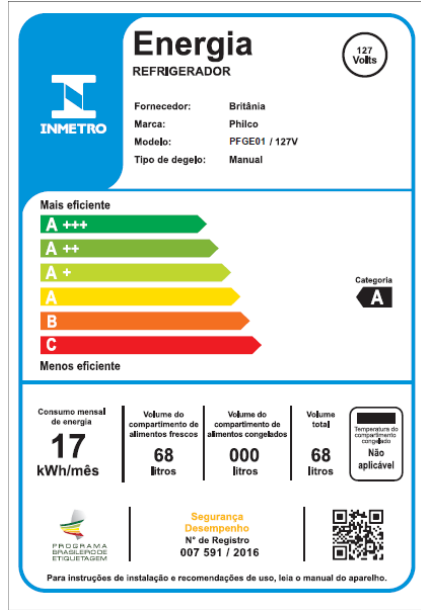 Energia
REFRIGERADOR
127
Volts
INMETRO
Fornecedor: Britânia
Marca: Philco
Modelo: PFGE01 / 127V
Tipo de degelo: Manual
Mais eficiente
A +++
A ++
A +
A
B
C
Menos eficiente
Categoria
A
Consumo mensal
de energia
17
kWh/mês
Volume do
compartimento de
alimentos frescos
68
litros
Volume do
compartimento de
alimentos congelados
000
litros
Volume
total
68
litros
Temperatura do
compartimento
congelado
Não
aplicável
PROGRAMA
BRASILEIRO DE
ETIQUETAGEM
Segurança
Desempenho
N° de Registro
007 591 / 2016
Para instruções de instalação e recomendações de uso, leia o manual do aparelho.